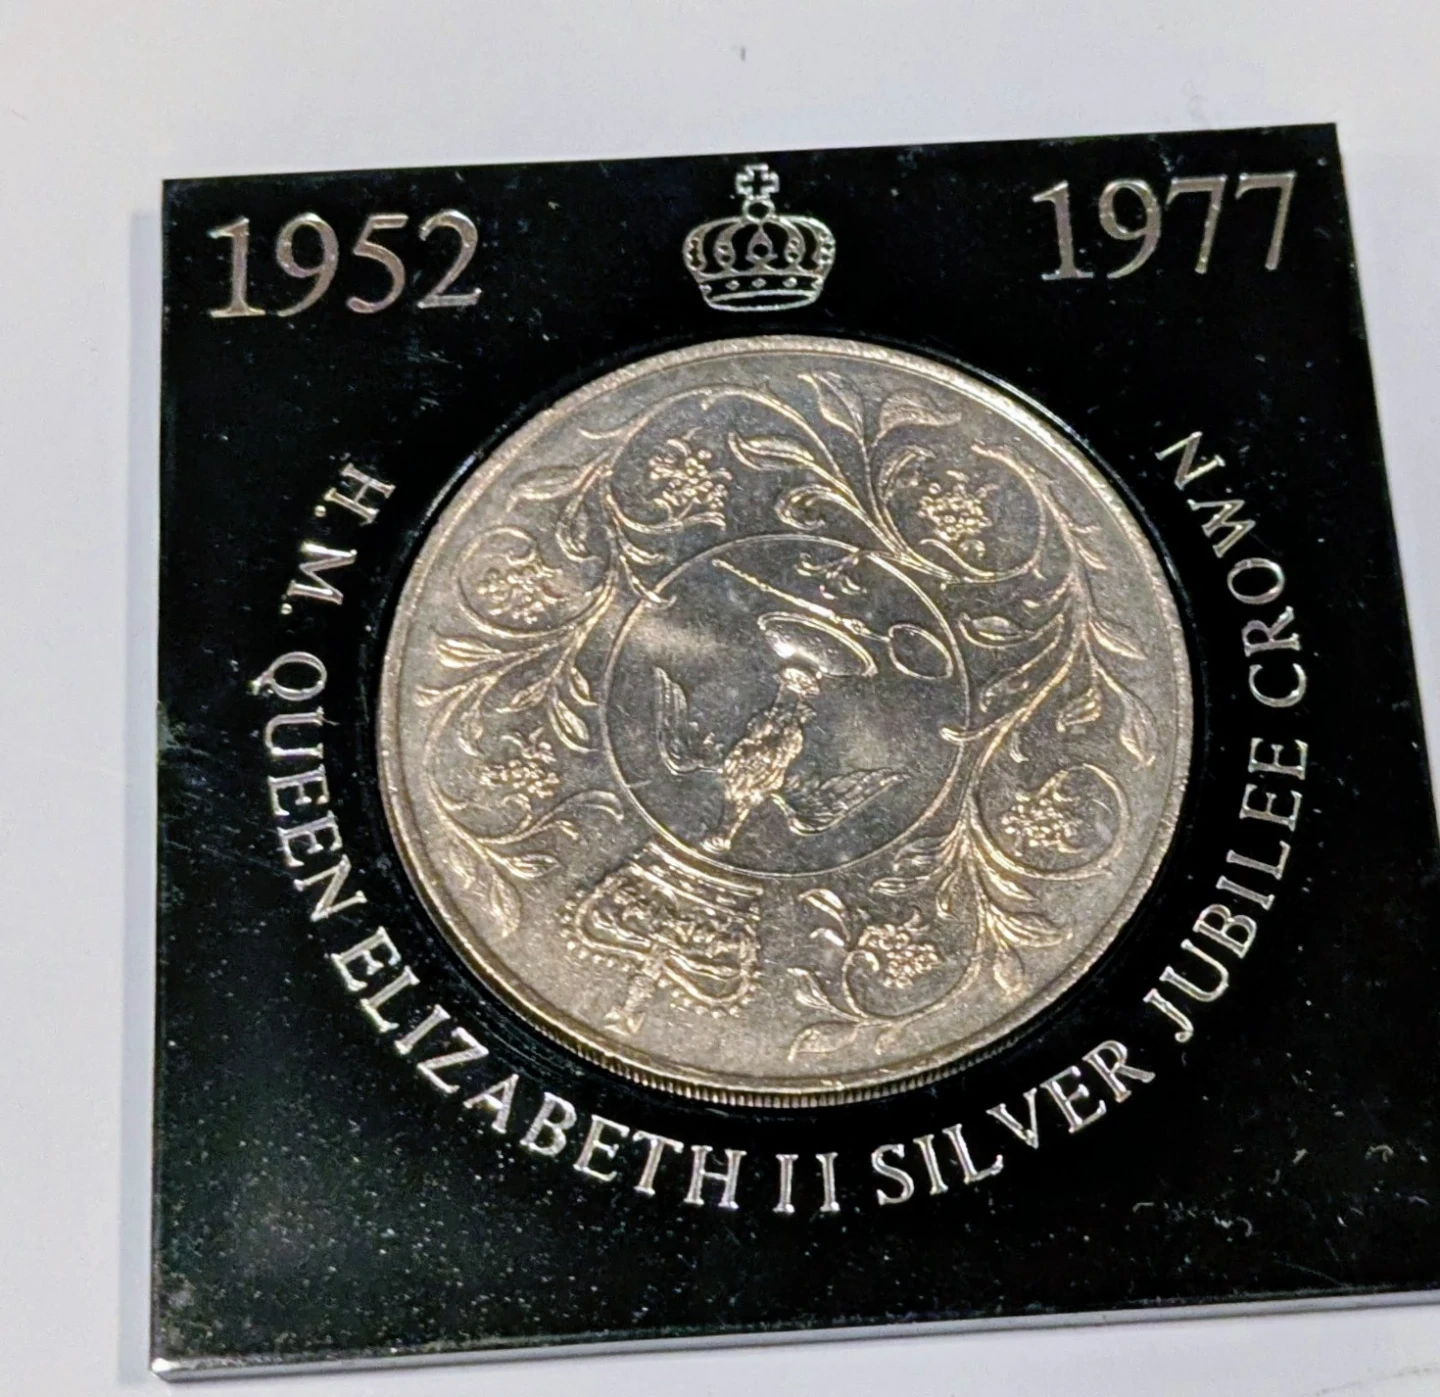 1952
1977
H.M. QUEEN ELIZABETH II SILVER JUBILEE CROWN